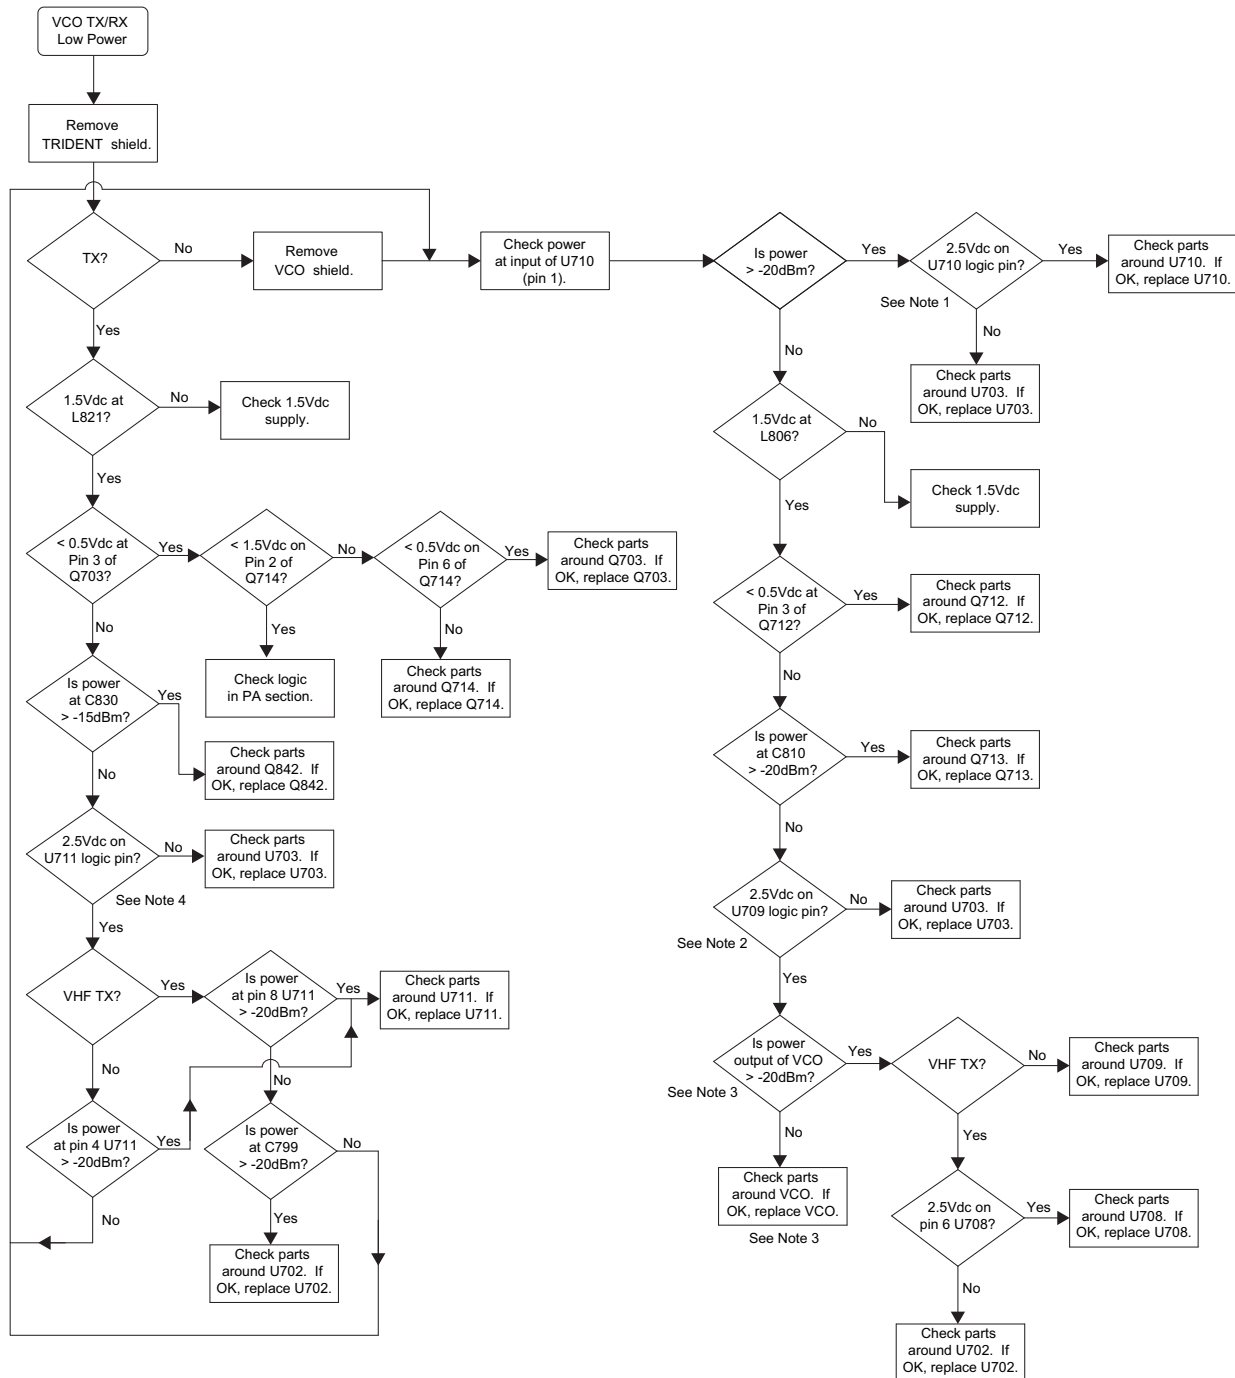 VCO TX/RX
Low Power
Remove
TRIDENT shield.
TX?
No
Remove
VCO shield.
Check power
at input of U710
(pin 1).
Is power
> -20dBm?
Yes
2.5Vdc on
U710 logic pin?
Yes
Check parts
around U710. If
OK, replace U710.
See Note 1
No
Check parts
around U703. If
OK, replace U703.
No
Yes
1.5Vdc at
L821?
No
Check 1.5Vdc
supply.
1.5Vdc at
L806?
No
Check 1.5Vdc
supply.
Yes
Yes
< 0.5Vdc at
Pin 3 of
Q703?
Yes
< 1.5Vdc on
Pin 2 of
Q714?
No
< 0.5Vdc on
Pin 6 of
Q714?
Yes
Check parts
around Q703. If
OK, replace Q703.
Yes
Check logic
in PA section.
No
Check parts
around Q714. If
OK, replace Q714.
< 0.5Vdc at
Pin 3 of
Q712?
Yes
Check parts
around Q712. If
OK, replace Q712.
No
No
Is power
at C830
> -15dBm?
Yes
Check parts
around Q842. If
OK, replace Q842.
Is power
at C810
> -20dBm?
Yes
Check parts
around Q713. If
OK, replace Q713.
No
No
2.5Vdc on
U711 logic pin?
No
Check parts
around U703. If
OK, replace U703.
See Note 4
Yes
2.5Vdc on
U709 logic pin?
No
Check parts
around U703. If
OK, replace U703.
See Note 2
Yes
VHF TX?
Yes
Is power
at pin 8 U711
> -20dBm?
Yes
Check parts
around U711. If
OK, replace U711.
No
No
Is power
at pin 4 U711
> -20dBm?
Yes
Is power
at C799
> -20dBm?
No
No
Yes
Check parts
around U702. If
OK, replace U702.
Is power
output of VCO
> -20dBm?
Yes
VHF TX?
No
Check parts
around U709. If
OK, replace U709.
See Note 3
No
Check parts
around VCO. If
OK, replace VCO.
See Note 3
Yes
2.5Vdc on
pin 6 U708?
Yes
Check parts
around U708. If
OK, replace U708.
No
Check parts
around U702. If
OK, replace U702.